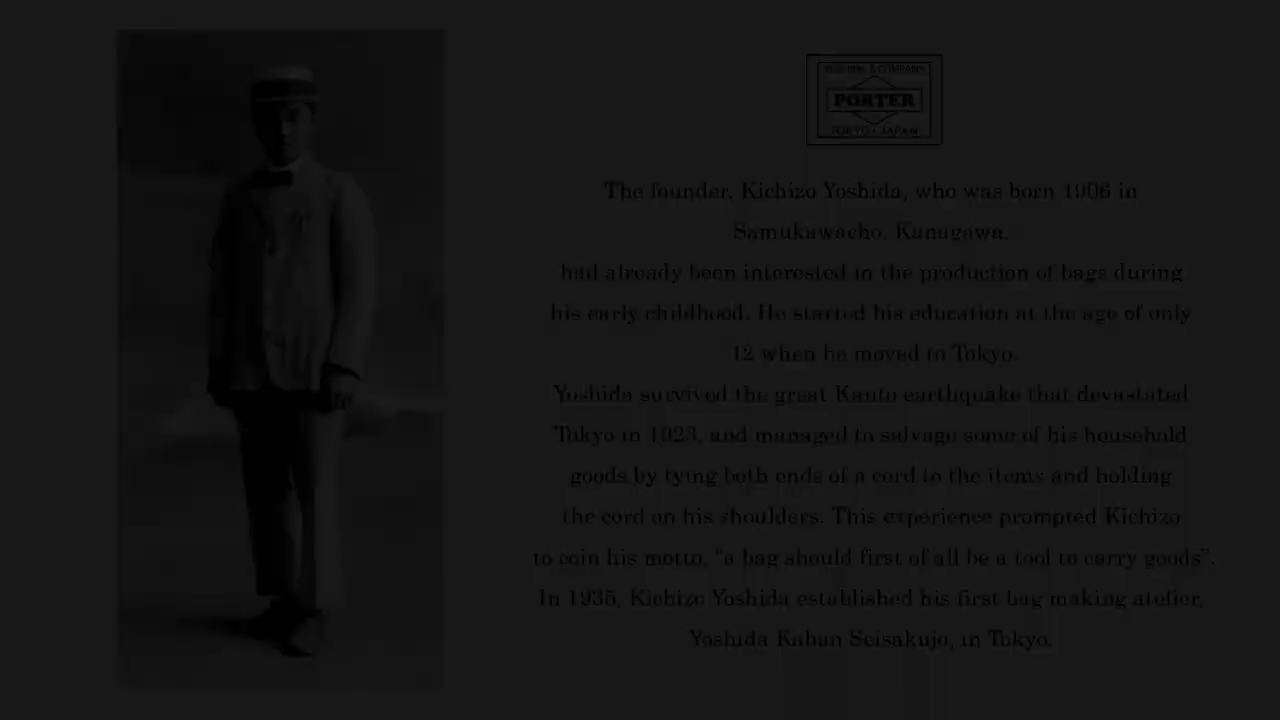 YOSHIDA & COMPANY
PORTER
TOKYO / JAPAN
The founder, Kichizo Yoshida, who was born 1906 in
Samukawacho, Kanagawa,
had already been interested in the production of bags during
his early childhood. He started his education at the age of only
12 when he moved to Tokyo.
Yoshida survived the great Kanto earthquake that devastated
Tokyo in 1923, and managed to salvage some of his household
goods by tying both ends of a cord to the items and holding
the cord on his shoulders. This experience prompted Kichizo
to coin his motto, “a bag should first of all be a tool to carry goods”.
In 1935, Kichizo Yoshida established his first bag making atelier,
Yoshida Kaban Seisakujo, in Tokyo.